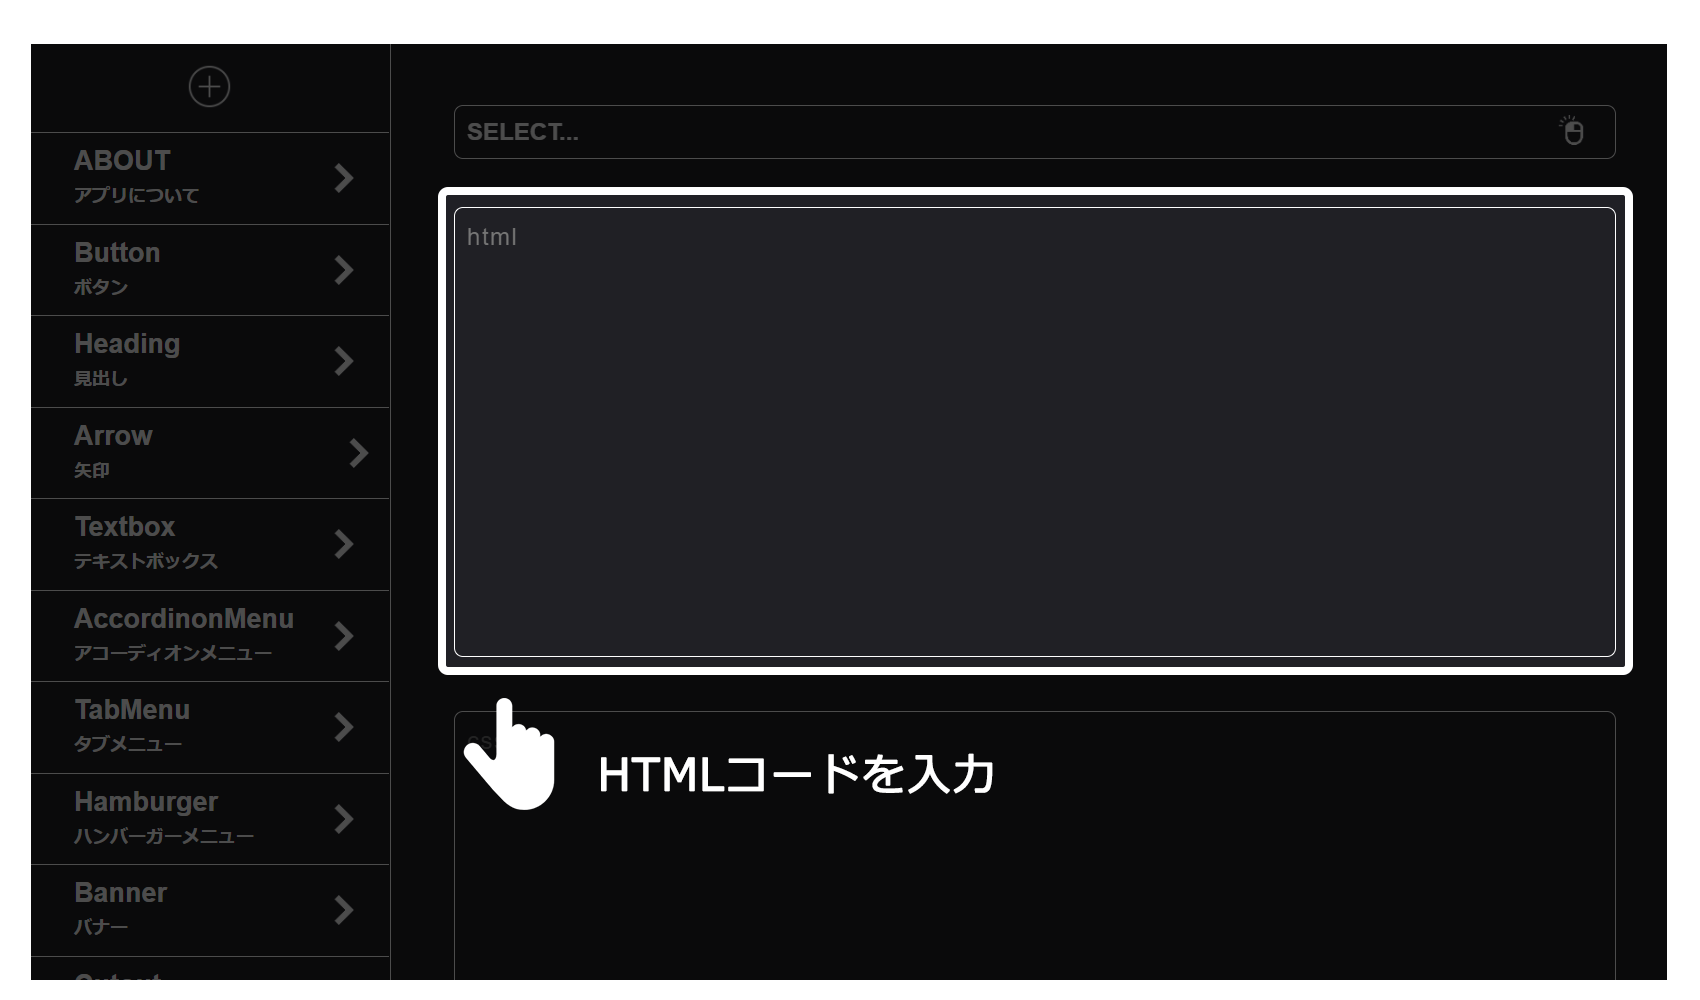 ABOUT
アプリについて
Button
ボタン
Heading
見出し
Arrow
矢印
Textbox
テキストボックス
AccordinonMenu
アコーディオンメニュー
TabMenu
タブメニュー
Hamburger
ハンバーガーメニュー
Banner
バナー
SELECT...
html
HTMLコードを入力